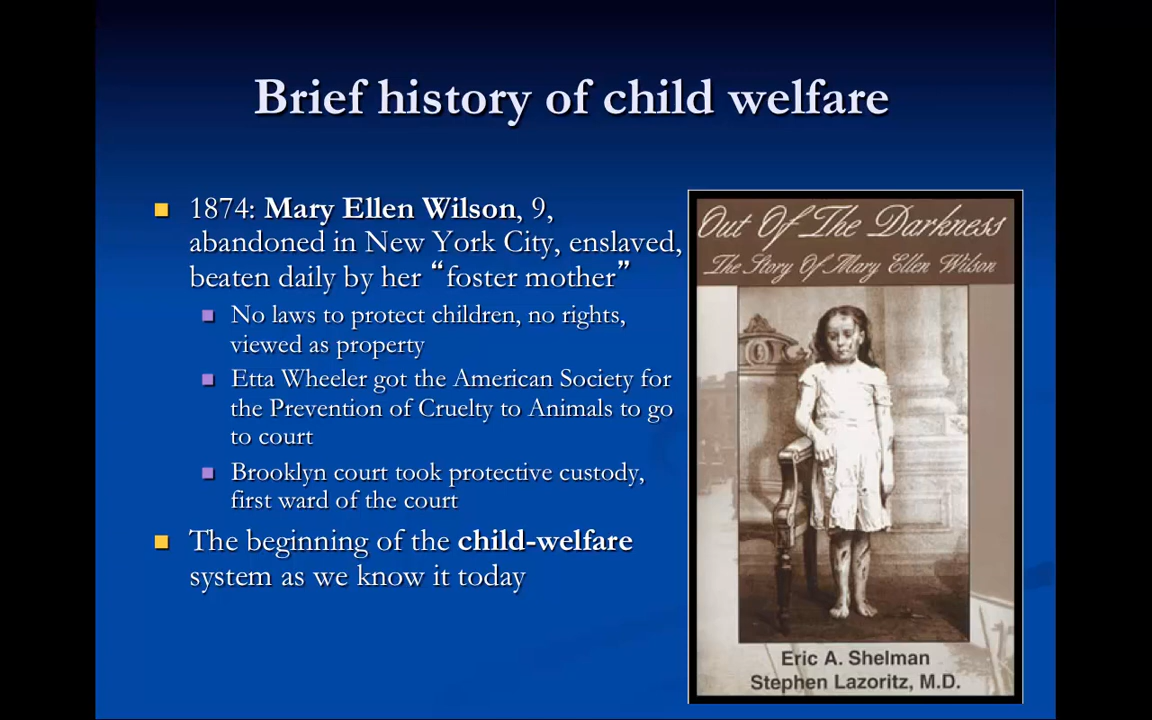 Brief history of child welfare
1874: Mary Ellen Wilson, 9,
abandoned in New York City, enslaved,
beaten daily by her “foster mother”
No laws to protect children, no rights,
viewed as property
Etta Wheeler got the American Society for
the Prevention of Cruelty to Animals to go
to court
Brooklyn court took protective custody,
first ward of the court
The beginning of the child-welfare
system as we know it today
Out Of The Darkness
The Story Of Mary Ellen Wilson
Eric A. Shelman
Stephen Lazoritz, M.D.